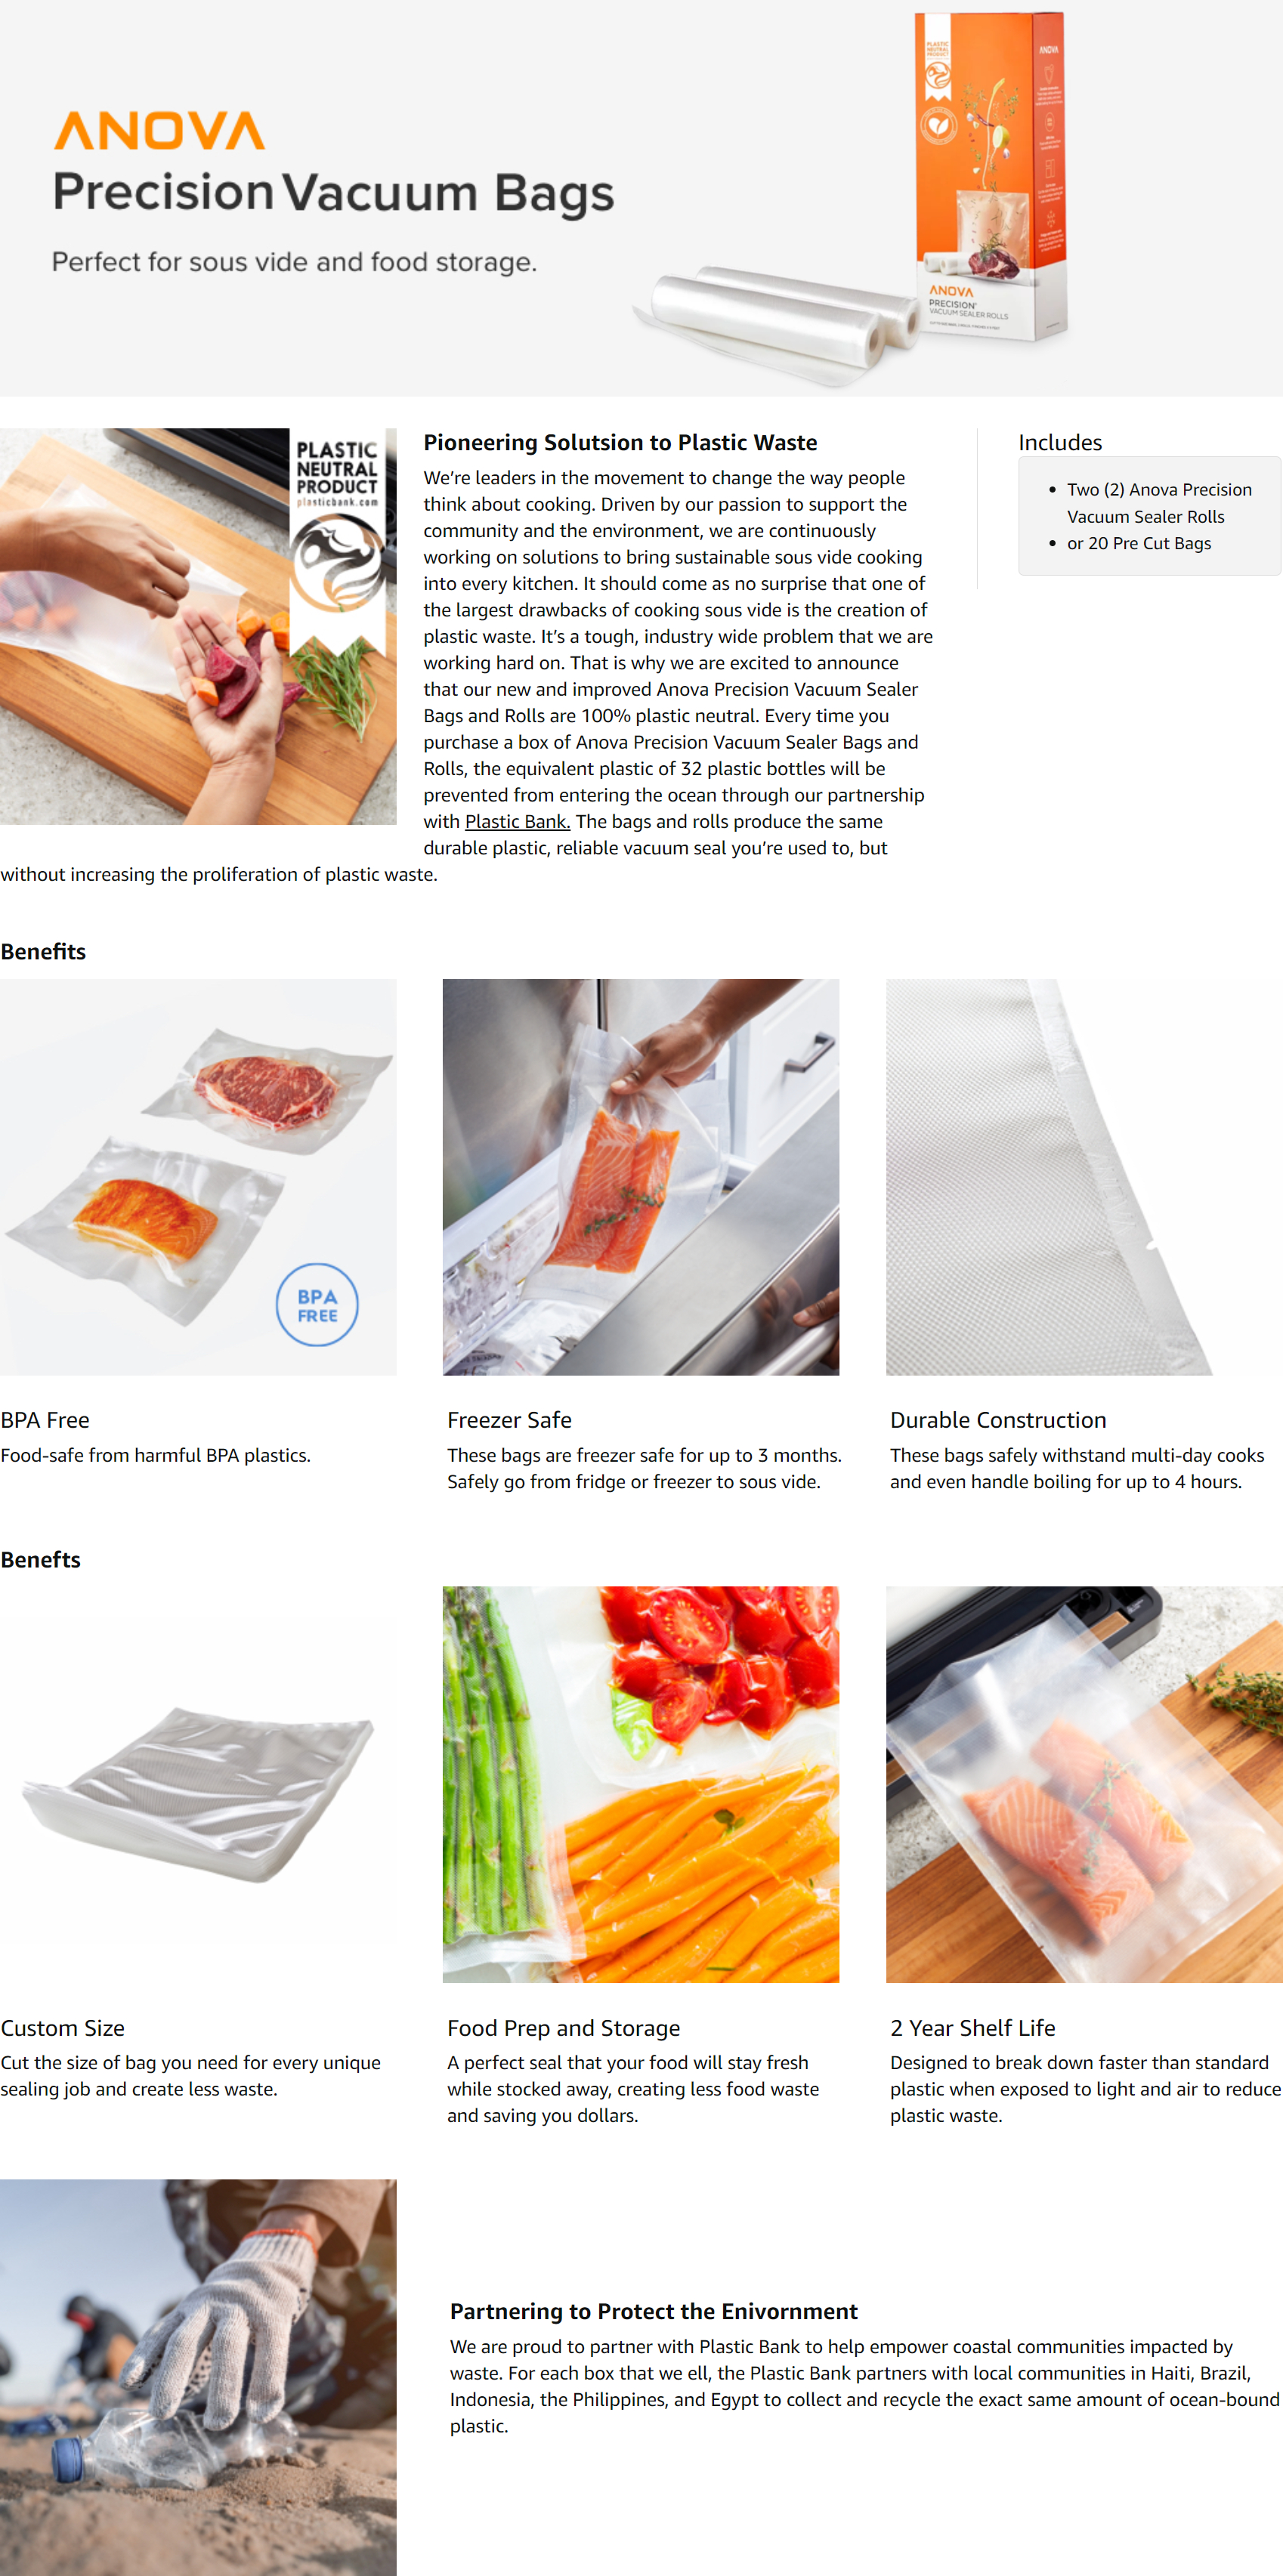 ANOVA
Precision Vacuum Bags
Perfect for sous vide and food storage.
PLASTIC
NEUTRAL
PRODUCT
ANOVA
ANOVA
PRECISION
VACUUM SEALER ROLLS
PLASTIC
NEUTRAL
PRODUCT
plasticbank.com
Pioneering Solutsion to Plastic Waste
We’re leaders in the movement to change the way people
think about cooking. Driven by our passion to support the
community and the environment, we are continuously
working on solutions to bring sustainable sous vide cooking
into every kitchen. It should come as no surprise that one of
the largest drawbacks of cooking sous vide is the creation of
plastic waste. It’s a tough, industry wide problem that we are
working hard on. That is why we are excited to announce
that our new and improved Anova Precision Vacuum Sealer
Bags and Rolls are 100% plastic neutral. Every time you
purchase a box of Anova Precision Vacuum Sealer Bags and
Rolls, the equivalent plastic of 32 plastic bottles will be
prevented from entering the ocean through our partnership
with Plastic Bank. The bags and rolls produce the same
durable plastic, reliable vacuum seal you’re used to, but
without increasing the proliferation of plastic waste.
Includes
• Two (2) Anova Precision
Vacuum Sealer Rolls
• or 20 Pre Cut Bags
Benefits
BPA
FREE
BPA Free
Food-safe from harmful BPA plastics.
Freezer Safe
These bags are freezer safe for up to 3 months.
Safely go from fridge or freezer to sous vide.
Durable Construction
These bags safely withstand multi-day cooks
and even handle boiling for up to 4 hours.
Benefts
Custom Size
Cut the size of bag you need for every unique
sealing job and create less waste.
Food Prep and Storage
A perfect seal that your food will stay fresh
while stocked away, creating less food waste
and saving you dollars.
2 Year Shelf Life
Designed to break down faster than standard
plastic when exposed to light and air to reduce
plastic waste.
Partnering to Protect the Enivornment
We are proud to partner with Plastic Bank to help empower coastal communities impacted by
waste. For each box that we ell, the Plastic Bank partners with local communities in Haiti, Brazil,
Indonesia, the Philippines, and Egypt to collect and recycle the exact same amount of ocean-bound
plastic.